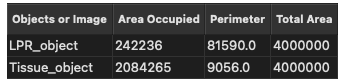 Objects or Image Area Occupied Perimeter Total Area
LPR_object 242236 81590.0 4000000
Tissue_object 2084265 9056.0 4000000